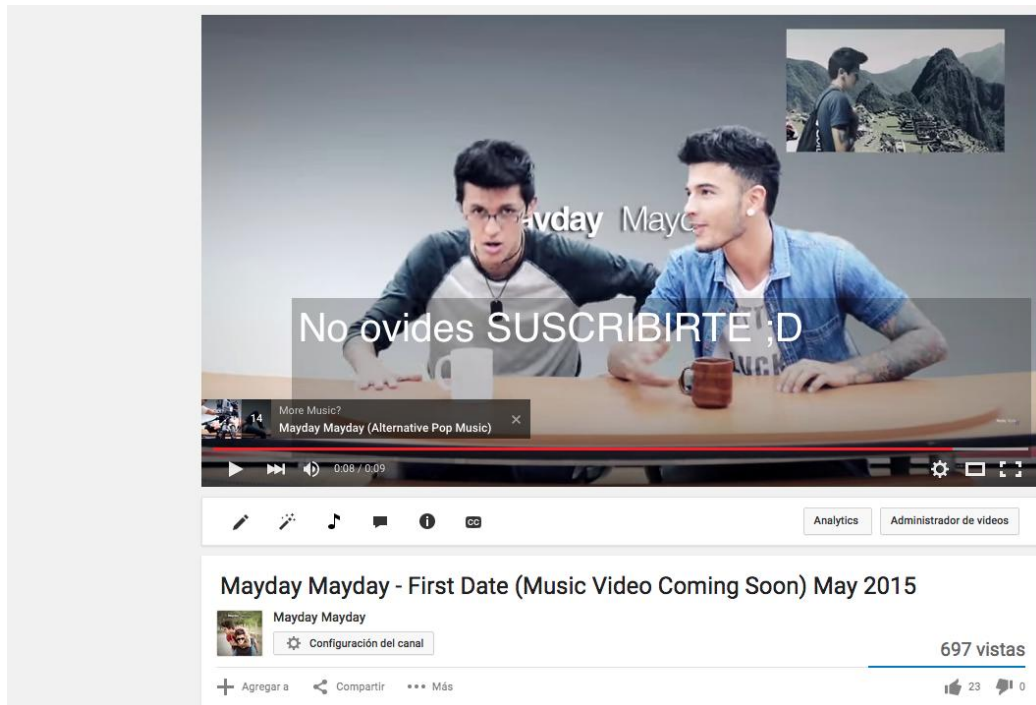 Mayday
No ovides SUSCRIBIRTE ;D
14
More Music?
Mayday Mayday (Alternative Pop Music)
0:08 / 0:09
CC
Analytics
Administrador de videos
Mayday Mayday - First Date (Music Video Coming Soon) May 2015
Mayday Mayday
Configuración del canal
697 vistas
Agregar a
Compartir
Más
23
0